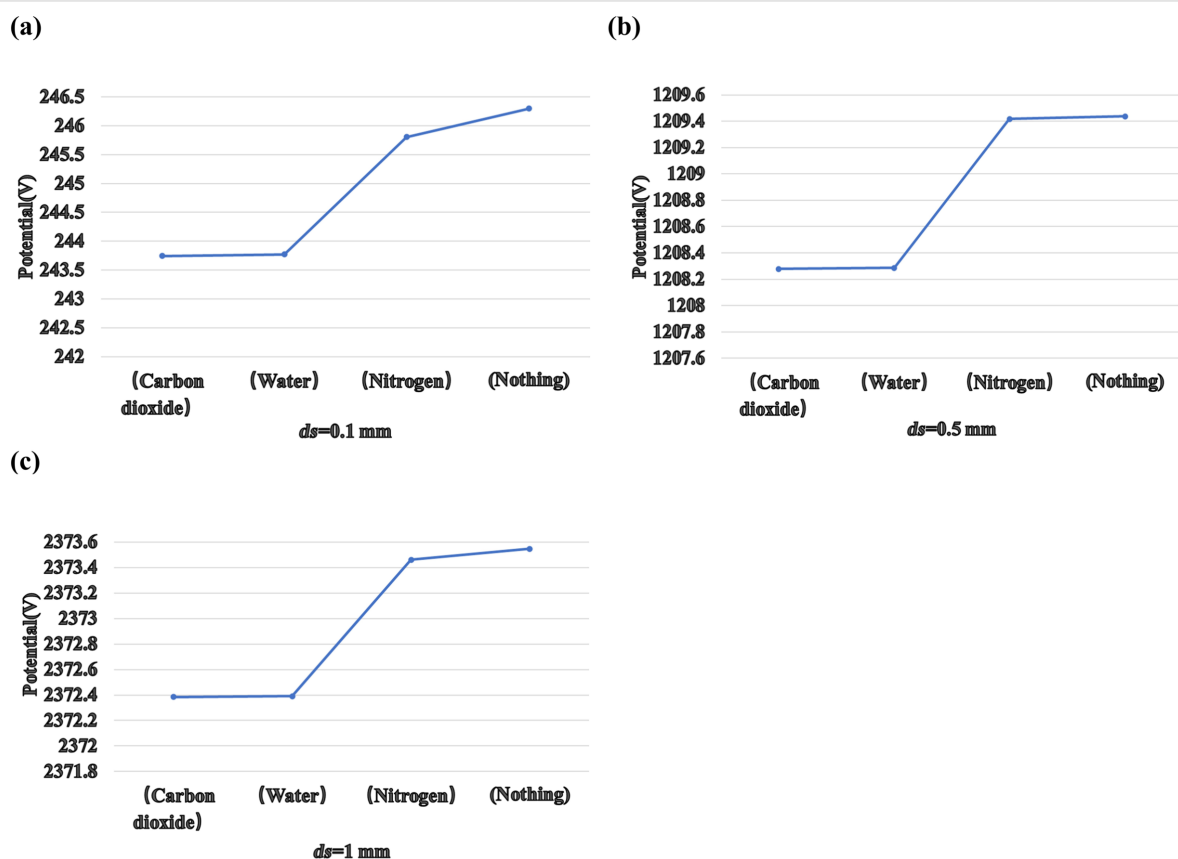 (a)
246.5
246
245.5
245
244.5
244
243.5
243
242.5
242
Potential(V)
(Carbon dioxide)
(Water)
(Nitrogen)
(Nothing)
ds=0.1 mm
(b)
1209.6
1209.4
1209.2
1209
1208.8
1208.6
1208.4
1208.2
1208
1207.8
1207.6
Potential(V)
(Carbon dioxide)
(Water)
(Nitrogen)
(Nothing)
ds=0.5 mm
(c)
2373.6
2373.4
2373.2
2373
2372.8
2372.6
2372.4
2372.2
2372
2371.8
Potential(V)
(Carbon dioxide)
(Water)
(Nitrogen)
(Nothing)
ds=1 mm